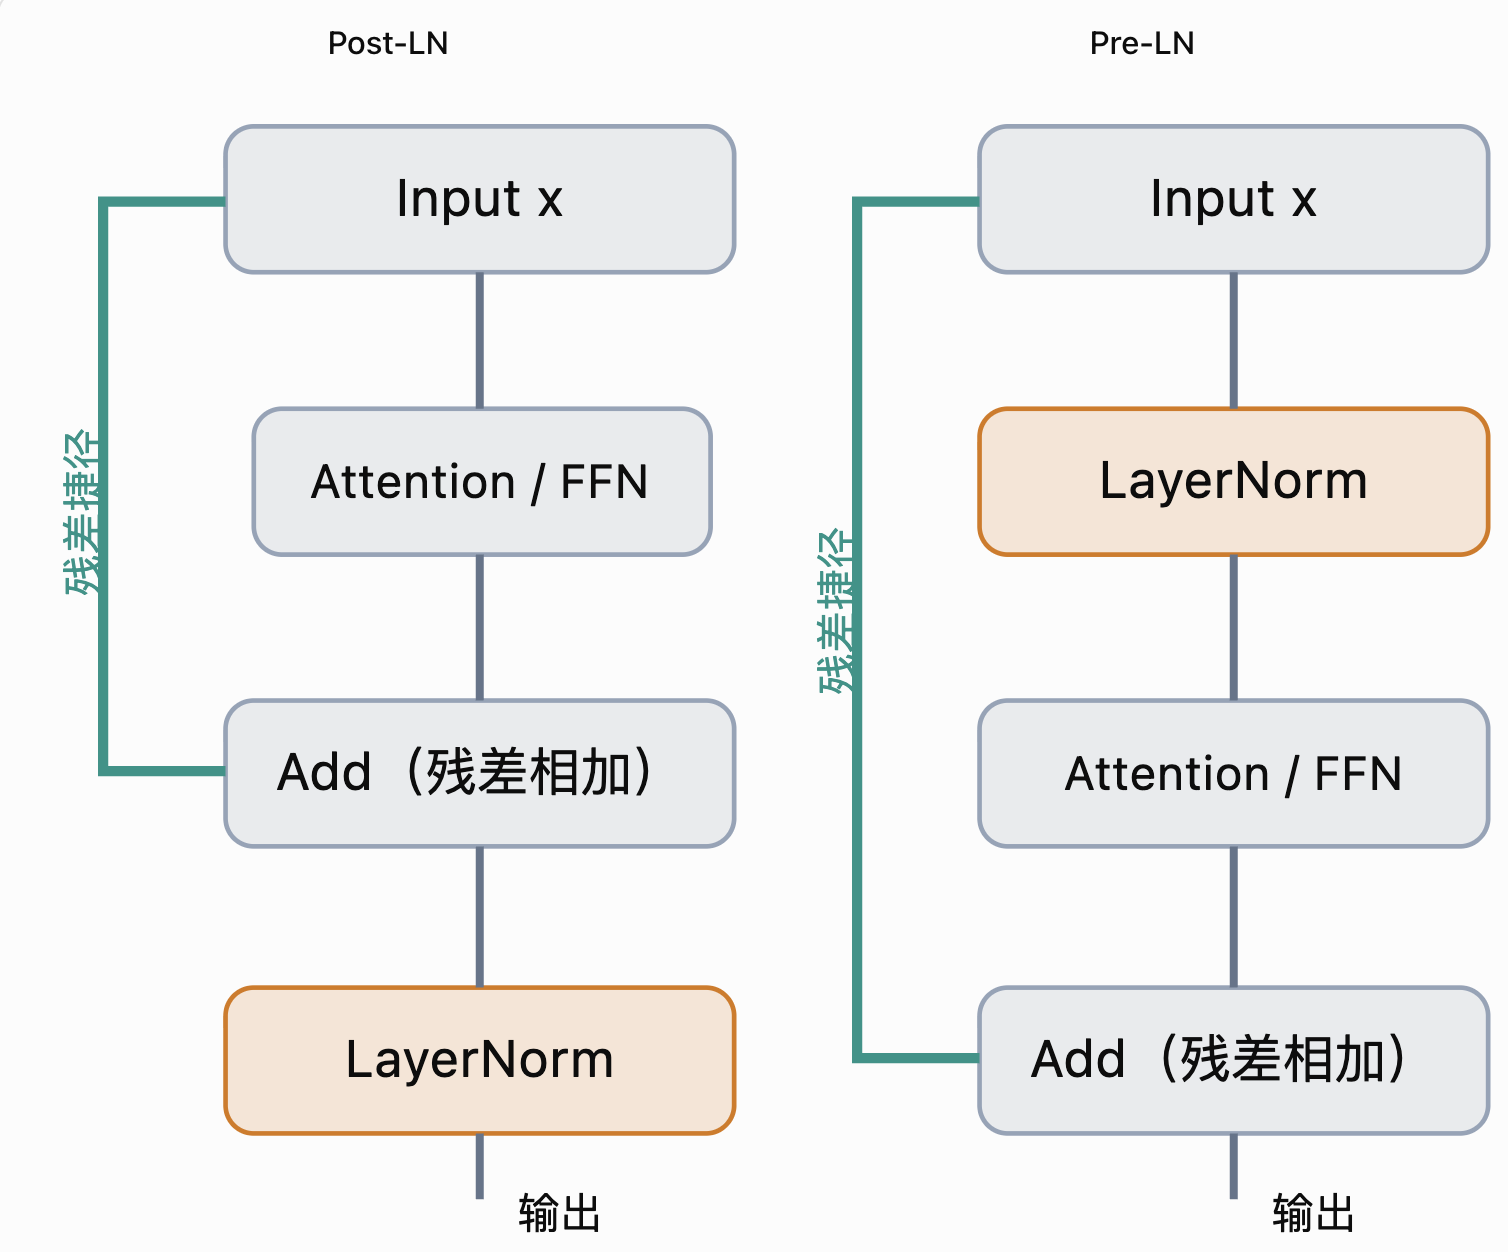 Post-LN
Input x
Attention / FFN
Add（残差相加）
LayerNorm
输出
残差捷径
Pre-LN
Input x
LayerNorm
Attention / FFN
Add（残差相加）
输出
残差捷径